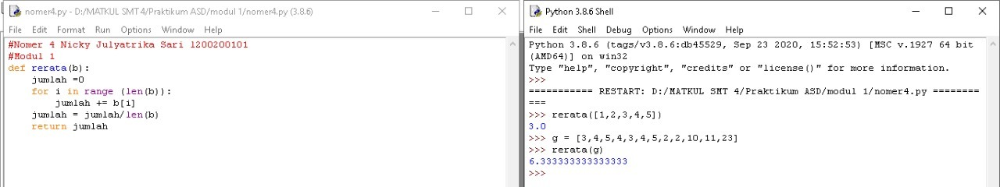 nomer4.py - D:/MATKUL SMT 4/Praktikum ASD/modul 1/nomer4.py (3.8.6)
File Edit Format Run Options Window Help
#Nomer 4 Nicky Julyatrika Sari l200200101
#Modul 1
def rerata(b):
    jumlah =0
    for i in range (len(b)):
        jumlah += b[i]
    jumlah = jumlah/len(b)
    return jumlah
Python 3.8.6 Shell
File Edit Shell Debug Options Window Help
Python 3.8.6 (tags/v3.8.6:db45529, Sep 23 2020, 15:52:53) [MSC v.1927 64 bit
(AMD64)] on win32
Type "help", "copyright", "credits" or "license()" for more information.
>>>
=========== RESTART: D:/MATKUL SMT 4/Praktikum ASD/modul 1/nomer4.py ========
===
>>> rerata([1,2,3,4,5])
3.0
>>> g = [3,4,5,4,3,4,5,2,2,10,11,23]
>>> rerata(g)
6.333333333333333
>>>